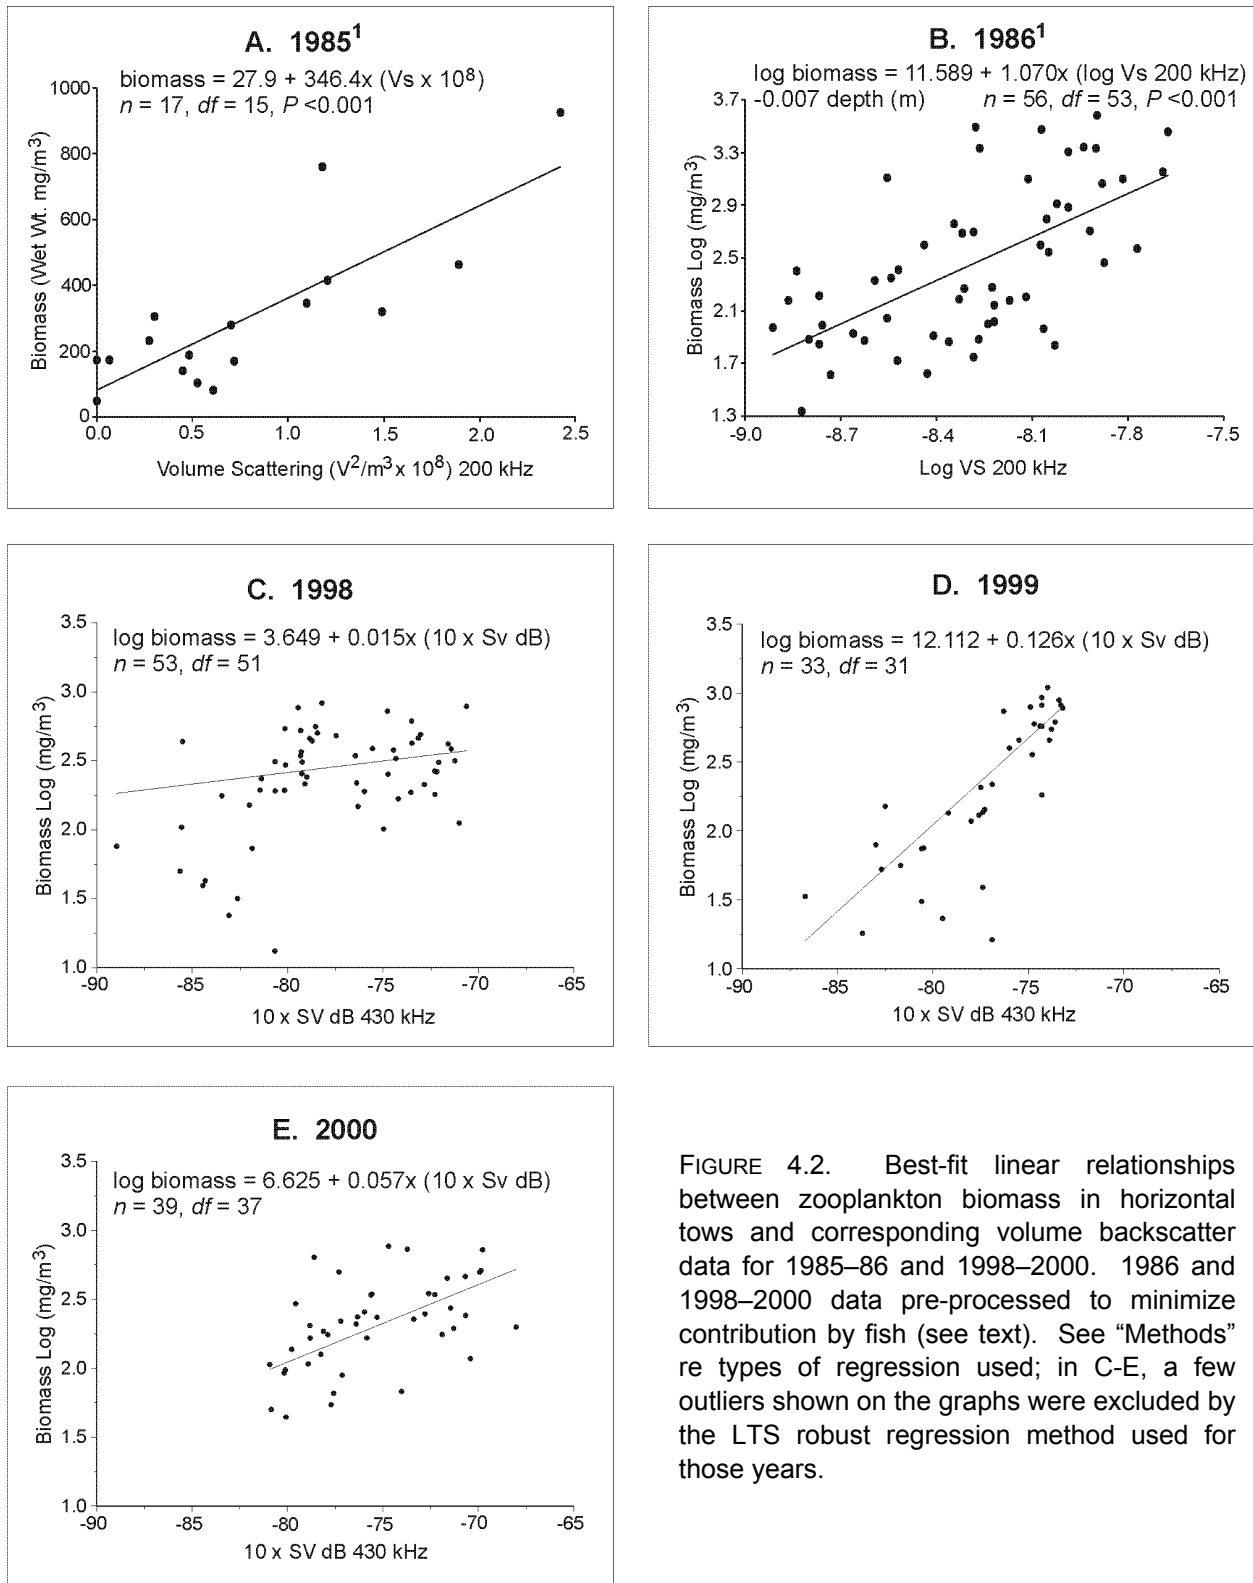 A. 1985¹
biomass = 27.9 + 346.4x (Vs x 10⁸)
n = 17, df = 15, P <0.001
Biomass (Wet Wt. mg/m³)
1000
800
600
400
200
0
0.0 0.5 1.0 1.5 2.0 2.5
Volume Scattering (V²/m³ x 10⁸) 200 kHz
B. 1986¹
log biomass = 11.589 + 1.070x (log Vs 200 kHz)
-0.007 depth (m) n = 56, df = 53, P <0.001
Biomass Log (mg/m³)
3.7
3.3
2.9
2.5
2.1
1.7
1.3
-9.0 -8.7 -8.4 -8.1 -7.8 -7.5
Log VS 200 kHz
C. 1998
log biomass = 3.649 + 0.015x (10 x Sv dB)
n = 53, df = 51
Biomass Log (mg/m³)
3.5
3.0
2.5
2.0
1.5
1.0
-90 -85 -80 -75 -70 -65
10 x SV dB 430 kHz
D. 1999
log biomass = 12.112 + 0.126x (10 x Sv dB)
n = 33, df = 31
Biomass Log (mg/m³)
3.5
3.0
2.5
2.0
1.5
1.0
-90 -85 -80 -75 -70 -65
10 x SV dB 430 kHz
E. 2000
log biomass = 6.625 + 0.057x (10 x Sv dB)
n = 39, df = 37
Biomass Log (mg/m³)
3.5
3.0
2.5
2.0
1.5
1.0
-90 -85 -80 -75 -70 -65
10 x SV dB 430 kHz
FIGURE 4.2. Best-fit linear relationships
between zooplankton biomass in horizontal
tows and corresponding volume backscatter
data for 1985–86 and 1998–2000. 1986 and
1998–2000 data pre-processed to minimize
contribution by fish (see text). See “Methods”
re types of regression used; in C-E, a few
outliers shown on the graphs were excluded by
the LTS robust regression method used for
those years.